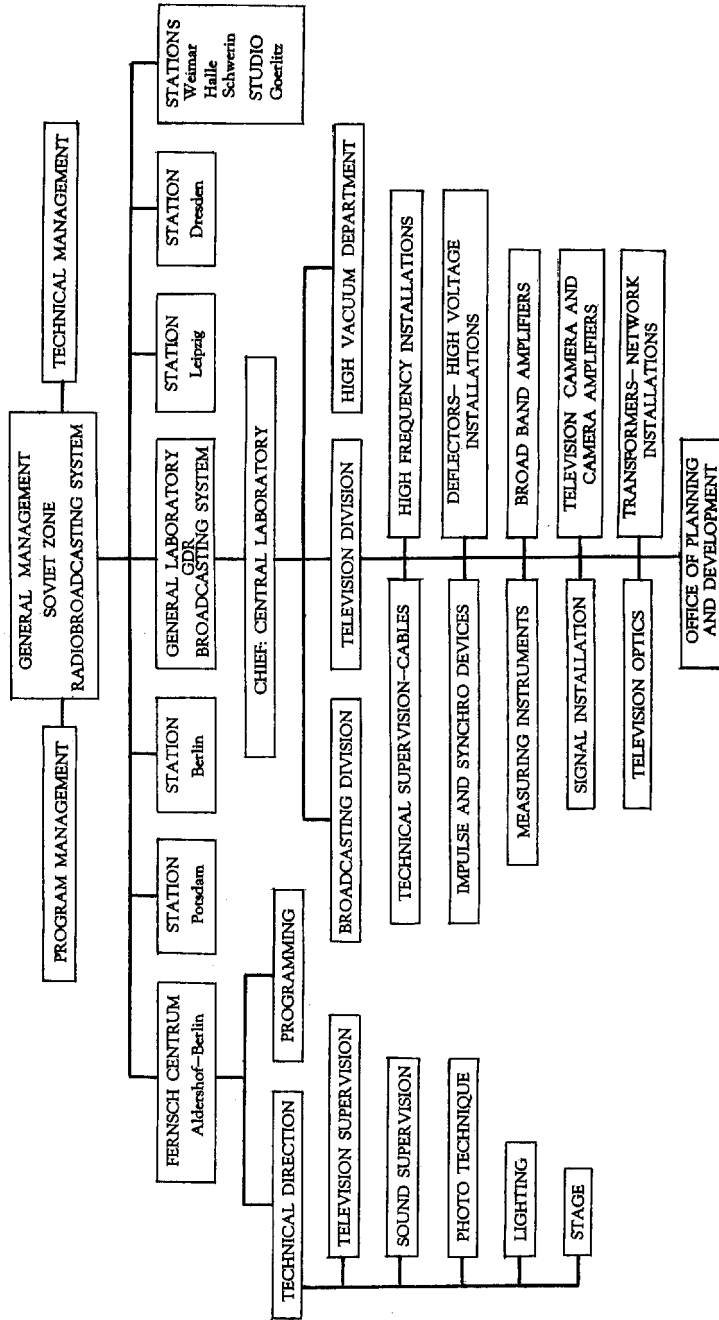 GENERAL MANAGEMENT
SOVIET ZONE
RADIOBROADCASTING SYSTEM
PROGRAM MANAGEMENT
TECHNICAL MANAGEMENT
FERNSCH CENTRUM
Aldershof-Berlin
STATION
Potsdam
STATION
Berlin
GENERAL LABORATORY
GDR
BROADCASTING SYSTEM
STATION
Leipzig
STATION
Dresden
STATIONS
Weimar
Halle
Schwerin
STUDIO
Goerlitz
TECHNICAL DIRECTION
PROGRAMMING
CHIEF: CENTRAL LABORATORY
TELEVISION SUPERVISION
SOUND SUPERVISION
PHOTO TECHNIQUE
LIGHTING
STAGE
BROADCASTING DIVISION
TELEVISION DIVISION
HIGH VACUUM DEPARTMENT
TECHNICAL SUPERVISION-CABLES
HIGH FREQUENCY INSTALLATIONS
IMPULSE AND SYNCHRO DEVICES
DEFLECTORS- HIGH VOLTAGE
INSTALLATIONS
MEASURING INSTRUMENTS
BROAD BAND AMPLIFIERS
SIGNAL INSTALLATION
TELEVISION CAMERA AND
CAMERA AMPLIFIERS
TELEVISION OPTICS
TRANSFORMERS-NETWORK
INSTALLATIONS
OFFICE OF PLANNING
AND DEVELOPMENT